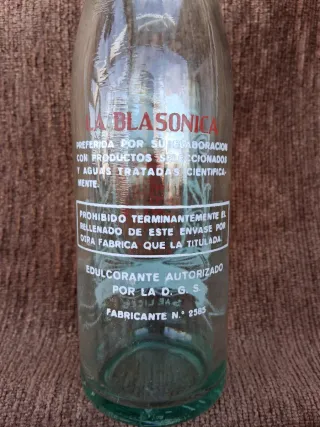 LA BLASONICA
PREFERIDA POR SU ELABORACION
CON PRODUCTOS SELECCIONADOS
Y AGUAS TRATADAS CIENTIFICA-
MENTE.
PROHIBIDO TERMINANTEMENTE EL
RELLENADO DE ESTE ENVASE POR
OTRA FABRICA QUE LA TITULADA.
EDULCORANTE AUTORIZADO
POR LA D. G. S.
FABRICANTE N.º 2585